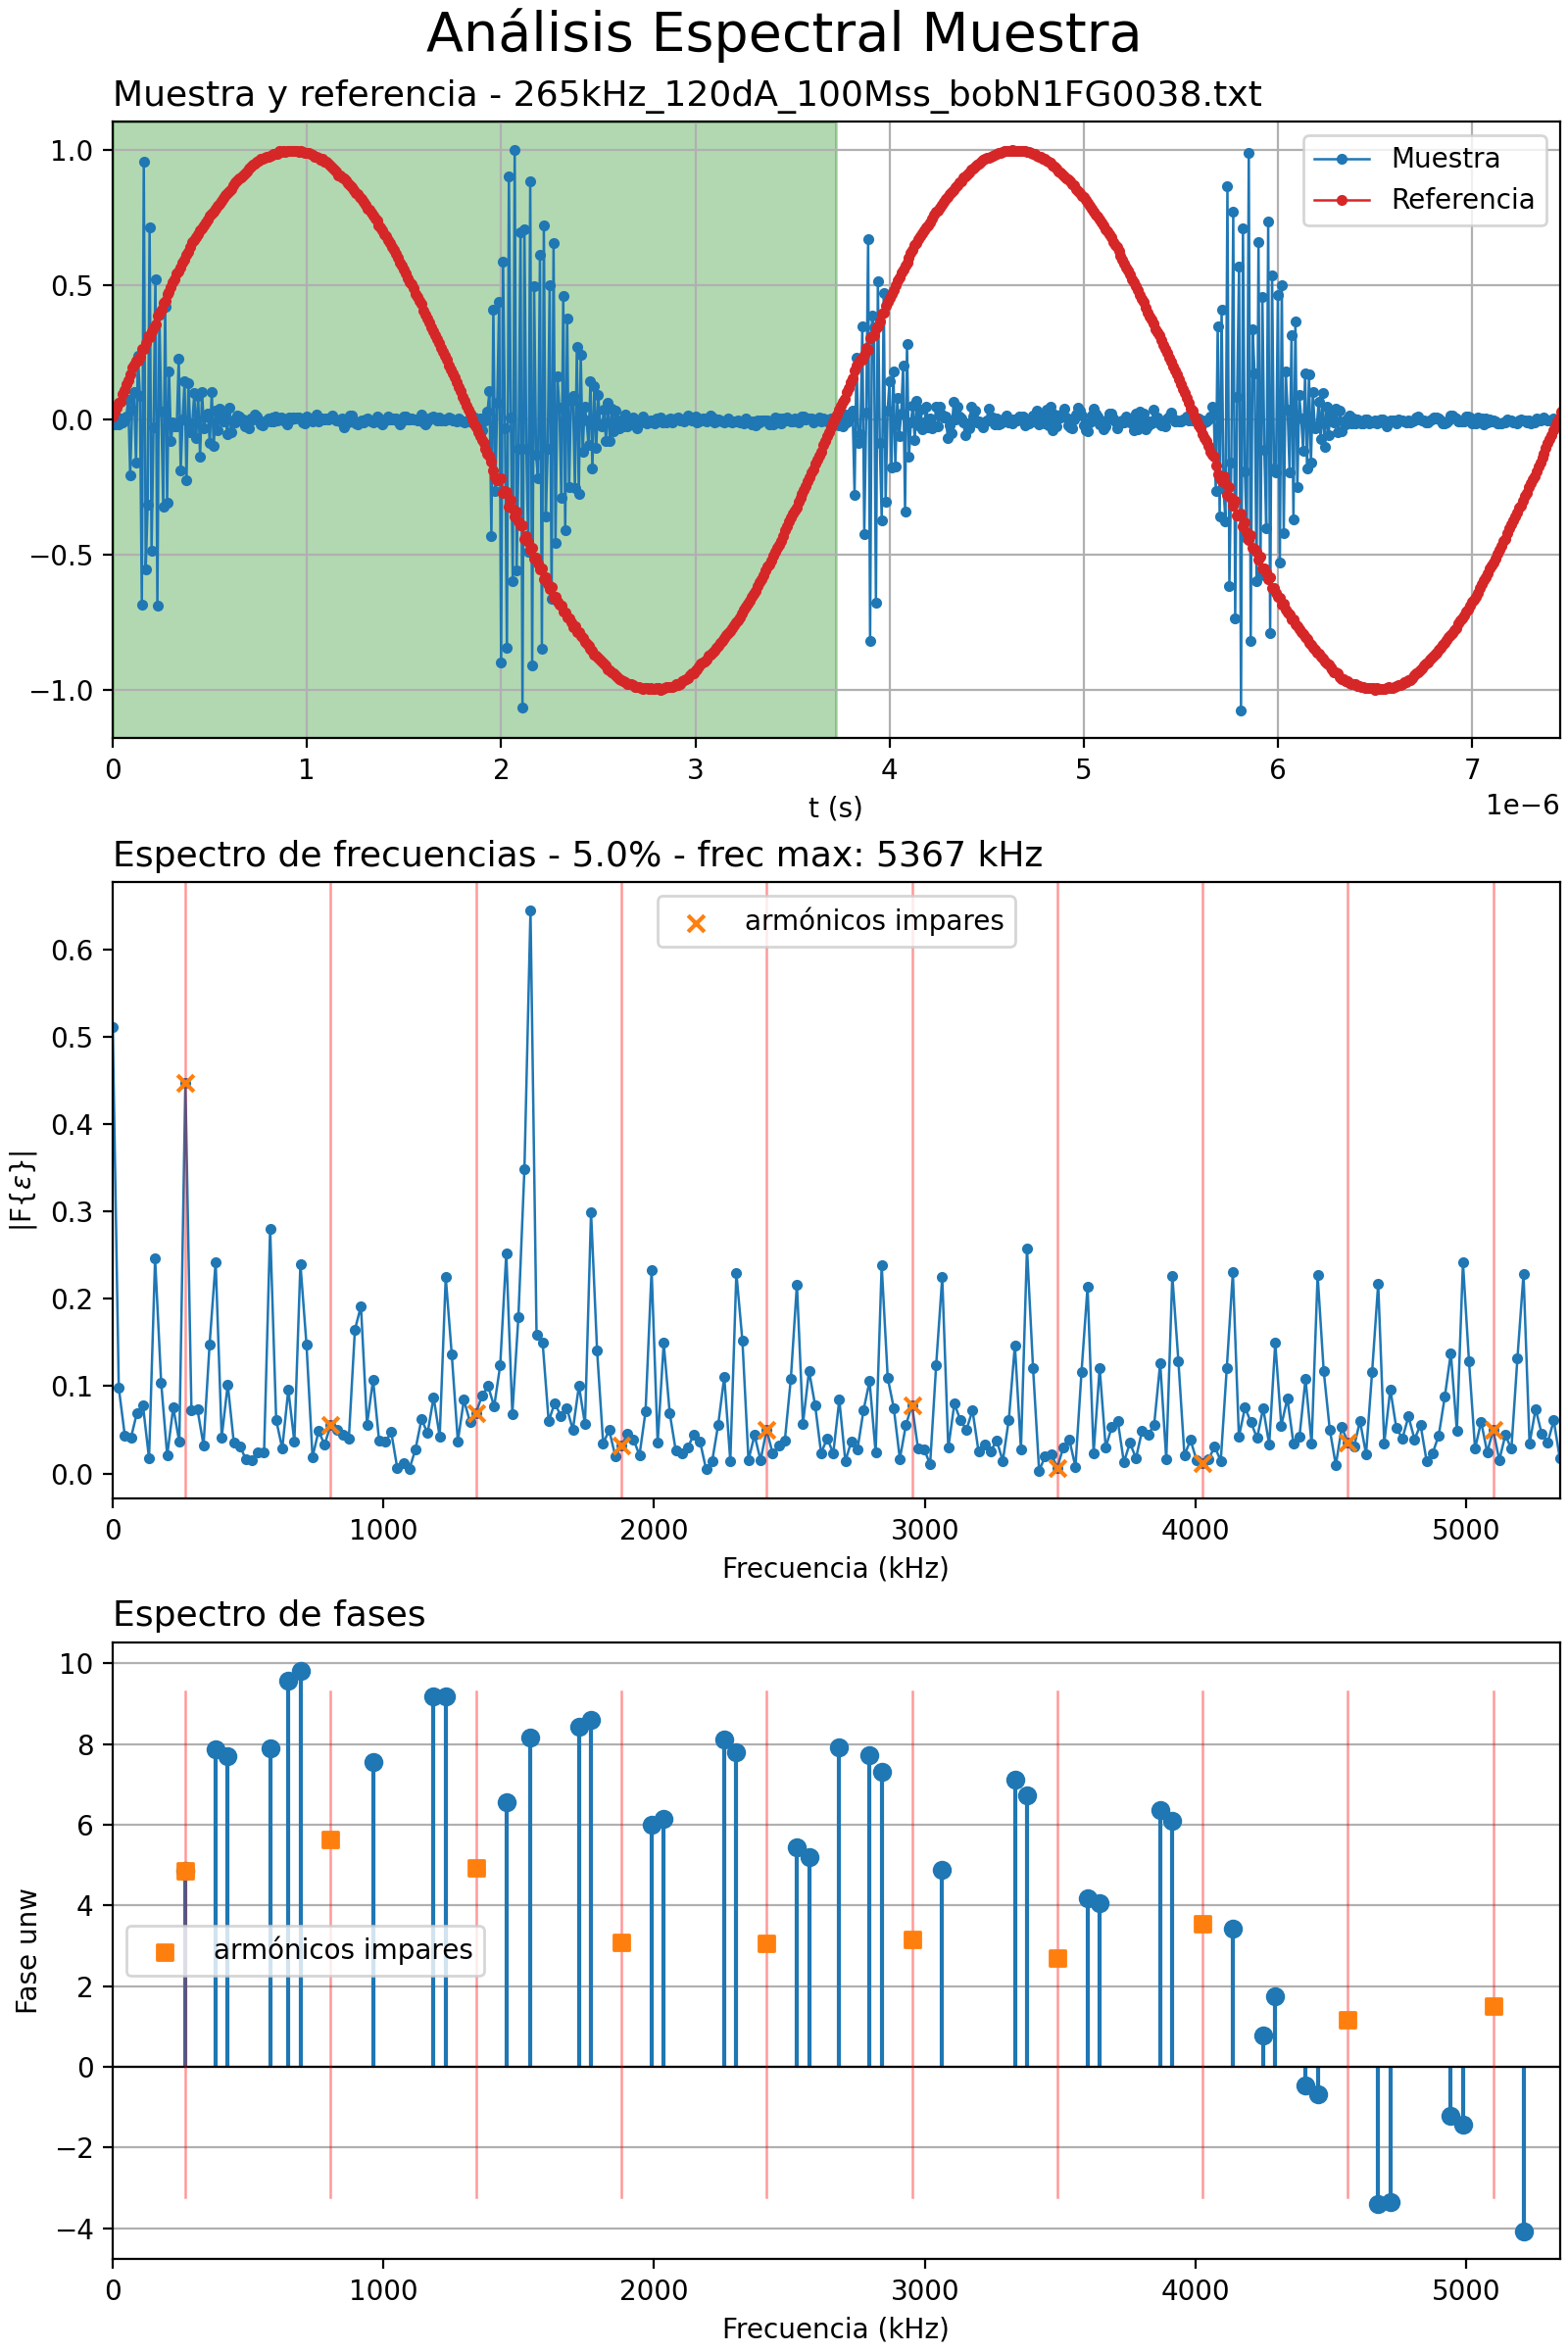 Análisis Espectral Muestra
Muestra y referencia - 265kHz_120dA_100Mss_bobN1FG0038.txt
1.0
0.5
0.0
−0.5
−1.0
Muestra
Referencia
0 1 2 3 4 5 6 7
t (s)
1e−6
Espectro de frecuencias - 5.0% - frec max: 5367 kHz
armónicos impares
0.6
0.5
0.4
0.3
0.2
0.1
0.0
|F{ε}|
0 1000 2000 3000 4000 5000
Frecuencia (kHz)
Espectro de fases
10
8
6
4
2
0
−2
−4
Fase unw
armónicos impares
0 1000 2000 3000 4000 5000
Frecuencia (kHz)